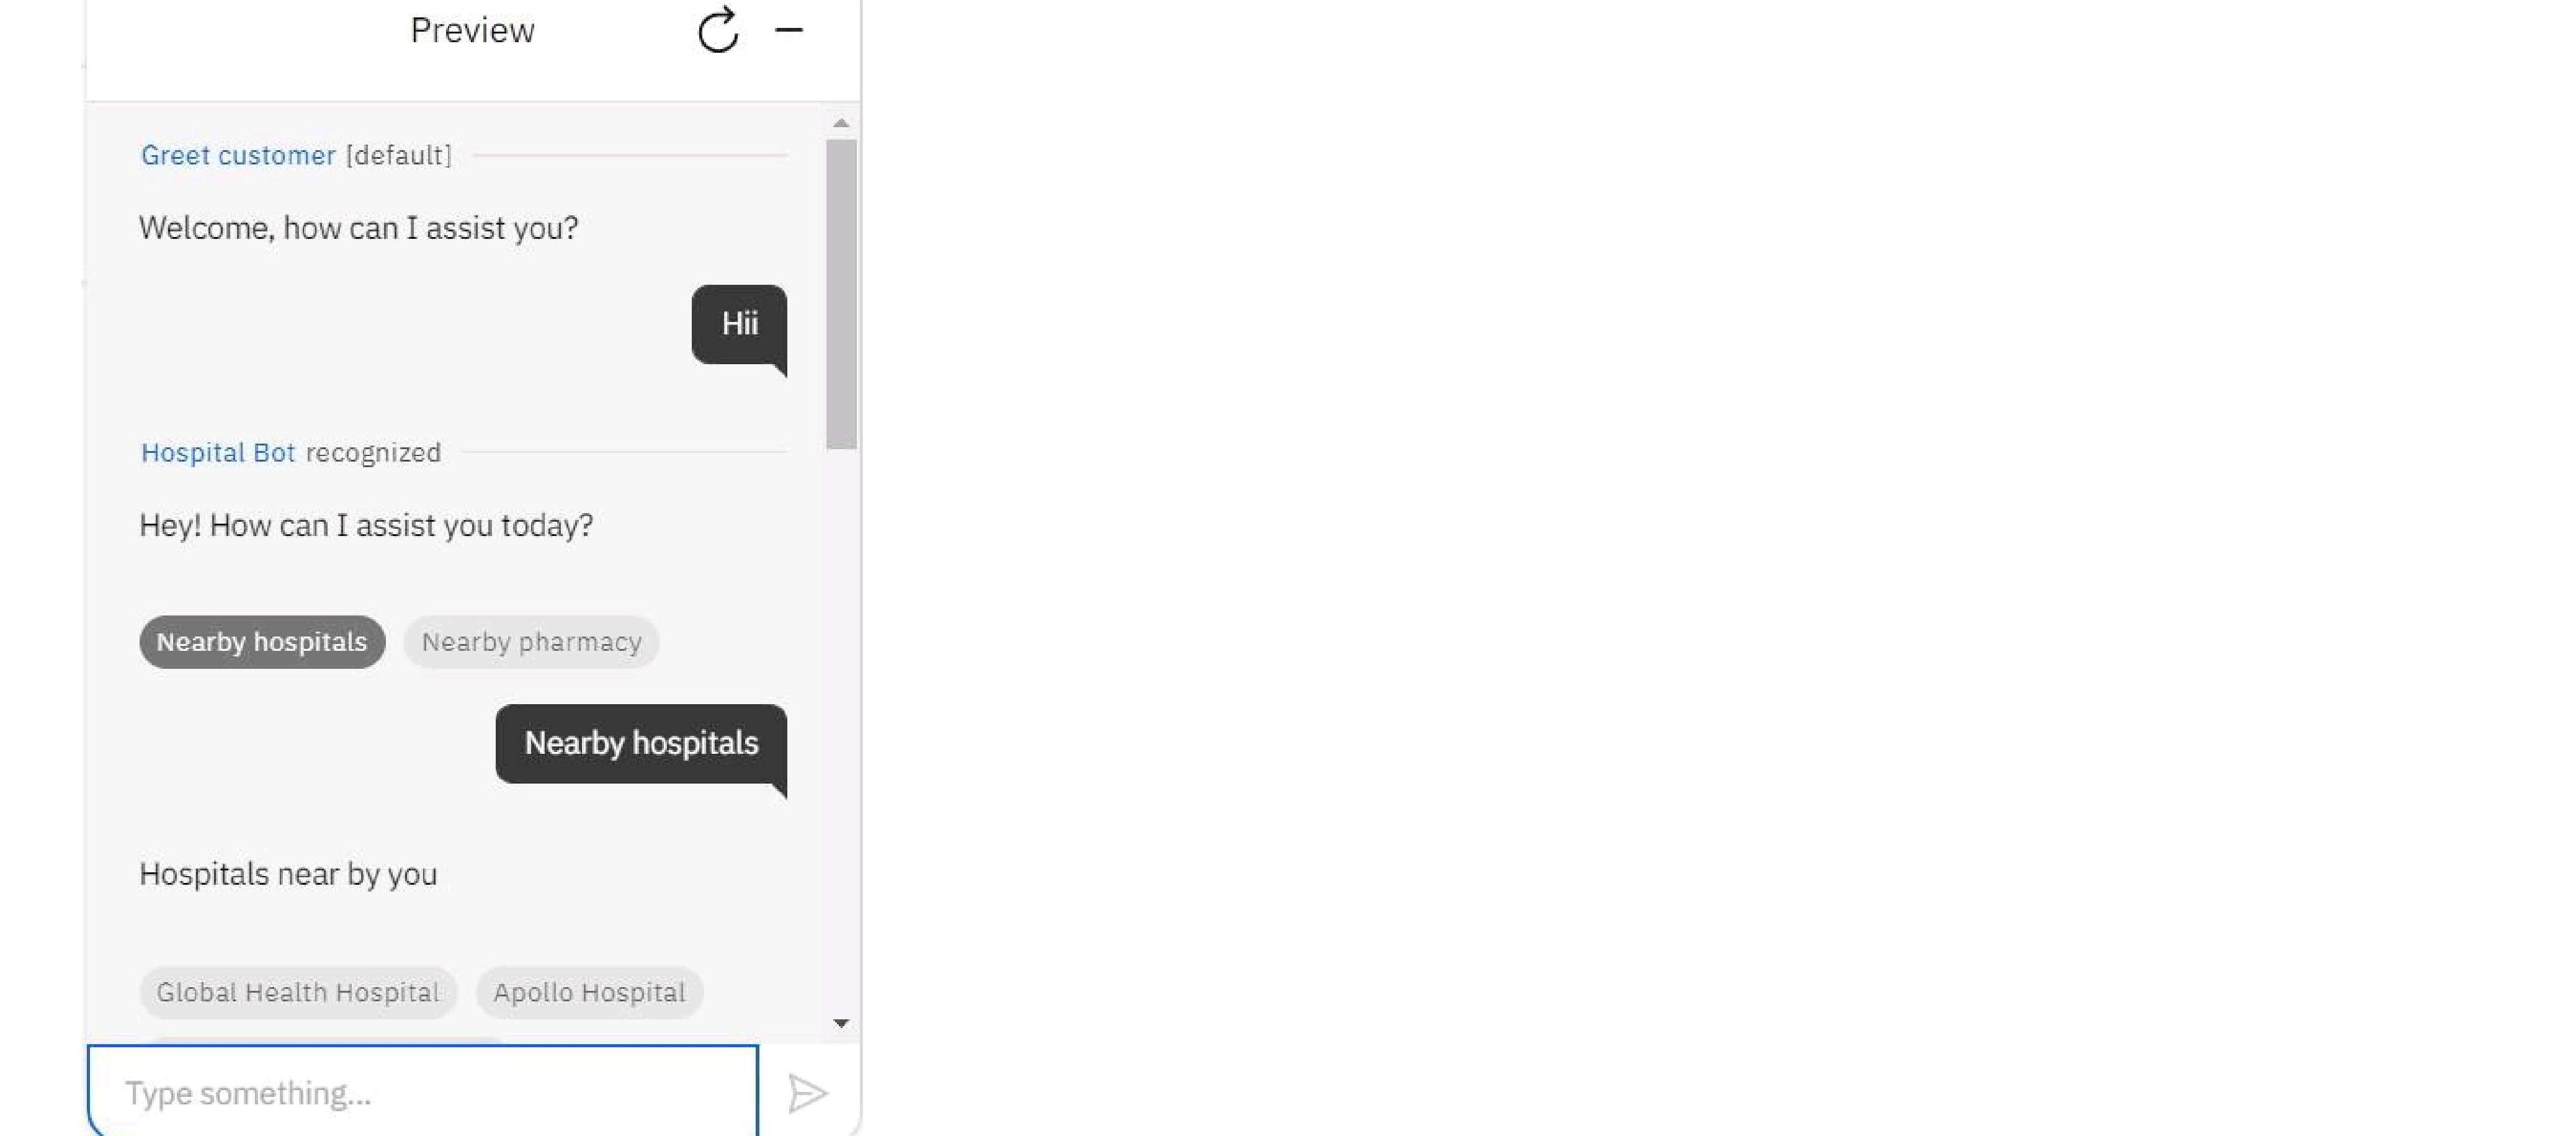 Preview
Greet customer [default]
Welcome, how can I assist you?
Hii
Hospital Bot recognized
Hey! How can I assist you today?
Nearby hospitals Nearby pharmacy
Nearby hospitals
Hospitals near by you
Global Health Hospital Apollo Hospital
Type something...